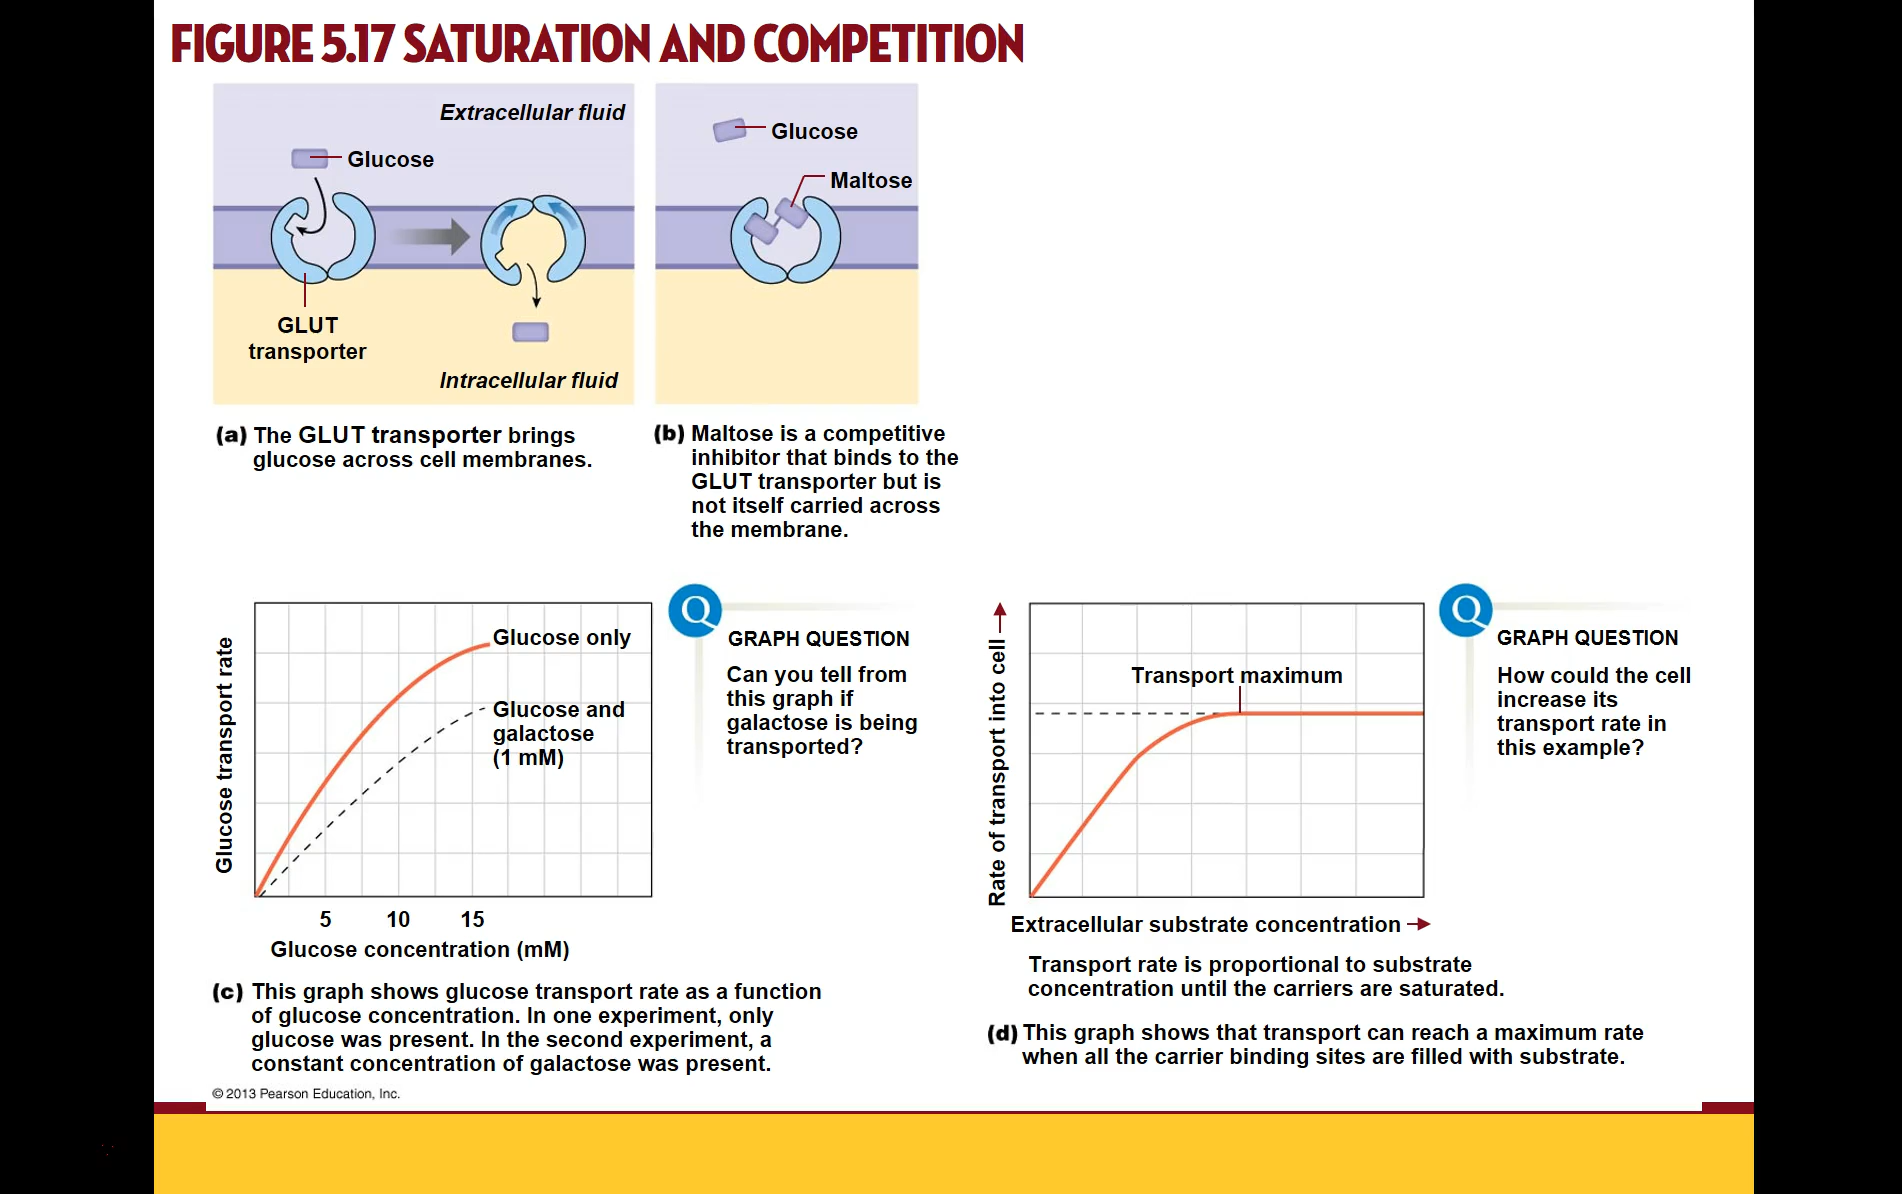 FIGURE 5.17 SATURATION AND COMPETITION
Extracellular fluid
Glucose
GLUT
transporter
Intracellular fluid
(a) The GLUT transporter brings
glucose across cell membranes.
Glucose
Maltose
(b) Maltose is a competitive
inhibitor that binds to the
GLUT transporter but is
not itself carried across
the membrane.
Glucose transport rate
Glucose only
Glucose and
galactose
(1 mM)
5 10 15
Glucose concentration (mM)
Q
GRAPH QUESTION
Can you tell from
this graph if
galactose is being
transported?
(c) This graph shows glucose transport rate as a function
of glucose concentration. In one experiment, only
glucose was present. In the second experiment, a
constant concentration of galactose was present.
Rate of transport into cell
Transport maximum
Extracellular substrate concentration
Q
GRAPH QUESTION
How could the cell
increase its
transport rate in
this example?
Transport rate is proportional to substrate
concentration until the carriers are saturated.
(d) This graph shows that transport can reach a maximum rate
when all the carrier binding sites are filled with substrate.
© 2013 Pearson Education, Inc.